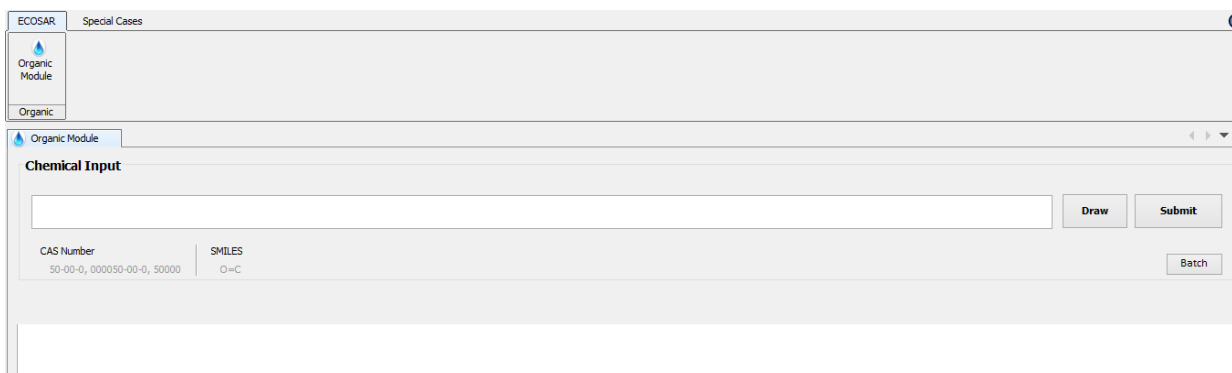 ECOSAR Special Cases
Organic
Module
Organic
Organic Module
Chemical Input
Draw Submit
CAS Number SMILES
50-00-0, 000050-00-0, 50000 O=C
Batch